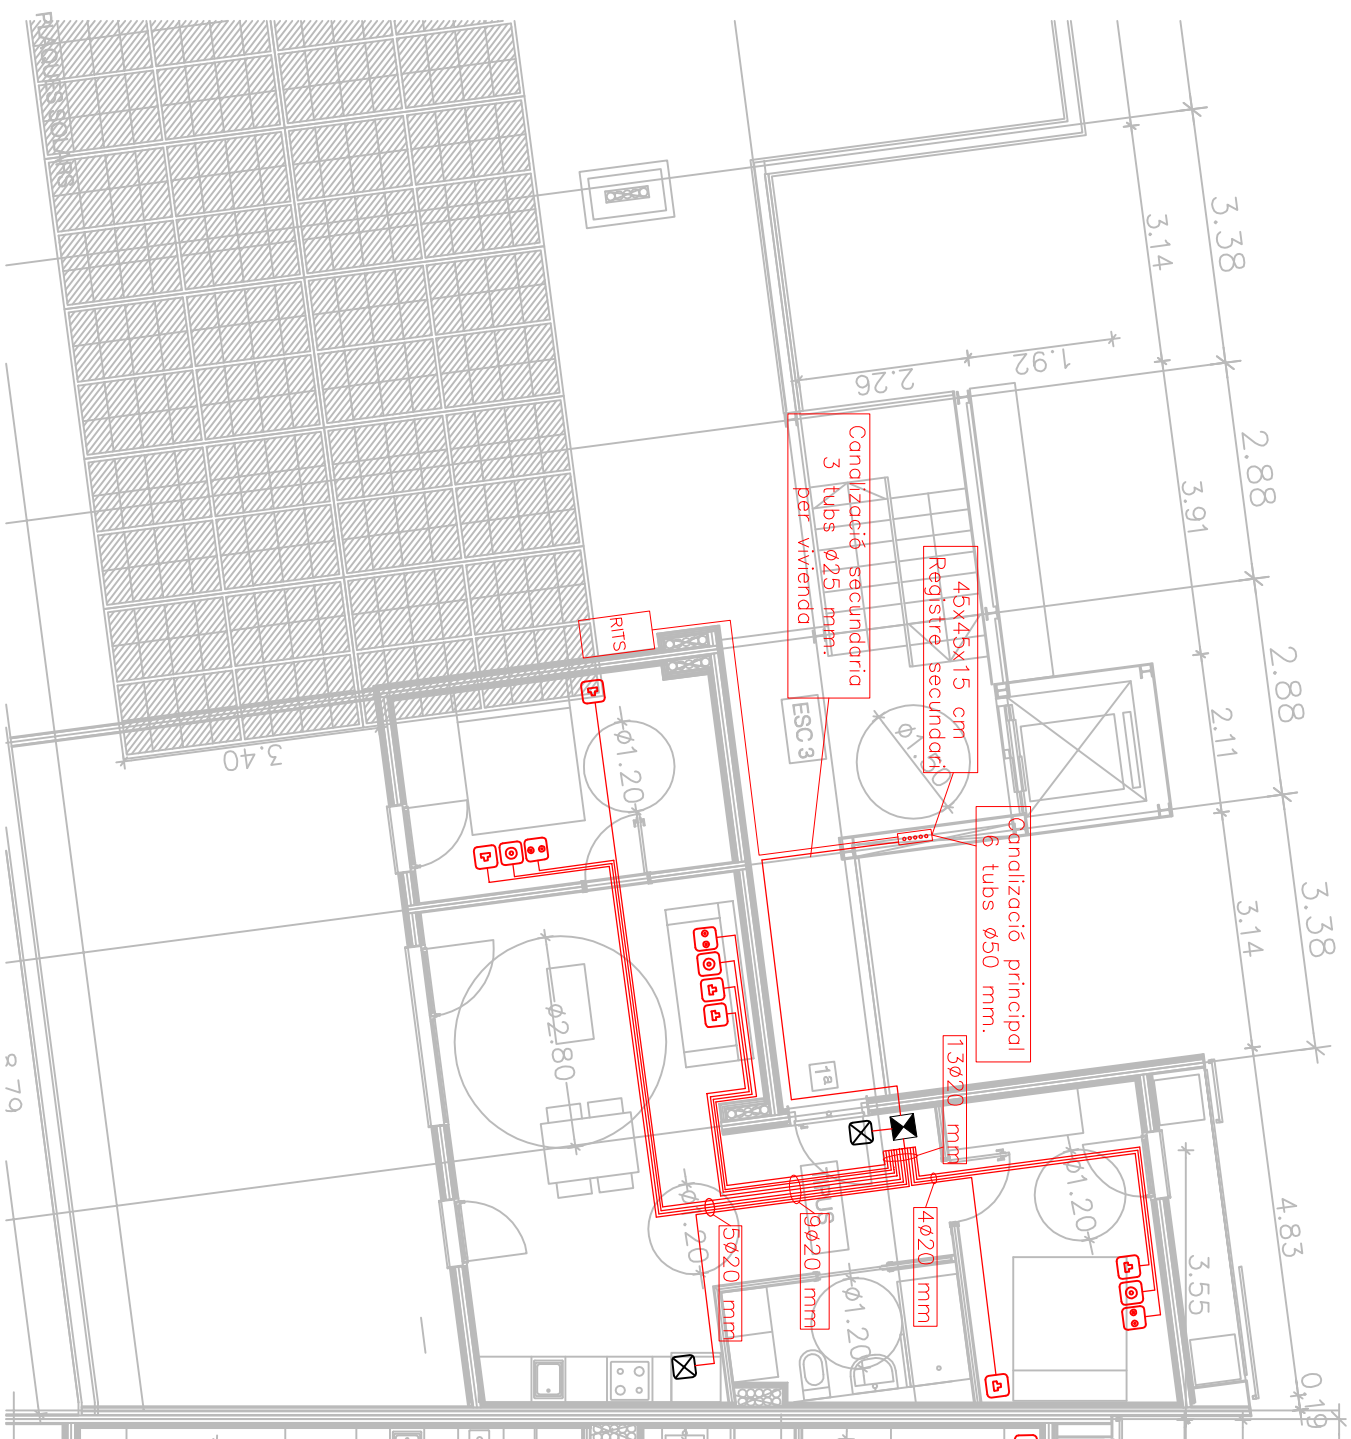 PLAQUES SOLARS
3.38
3.14
1.92
2.26
2.88
3.91
Canalització secundaria
3 tubs ø25 mm.
per vivienda
45x45x15 cm
Registre secundari
RITS
ESC 3
2.88
2.11
3.40
ø1.20
Canalització principal
6 tubs ø50 mm.
3.38
3.14
ø2.80
1ª
13ø20 mm
ø1.20
4.83
3.55
4ø20 mm
9ø20 mm
5ø20 mm
ø1.20
0.19